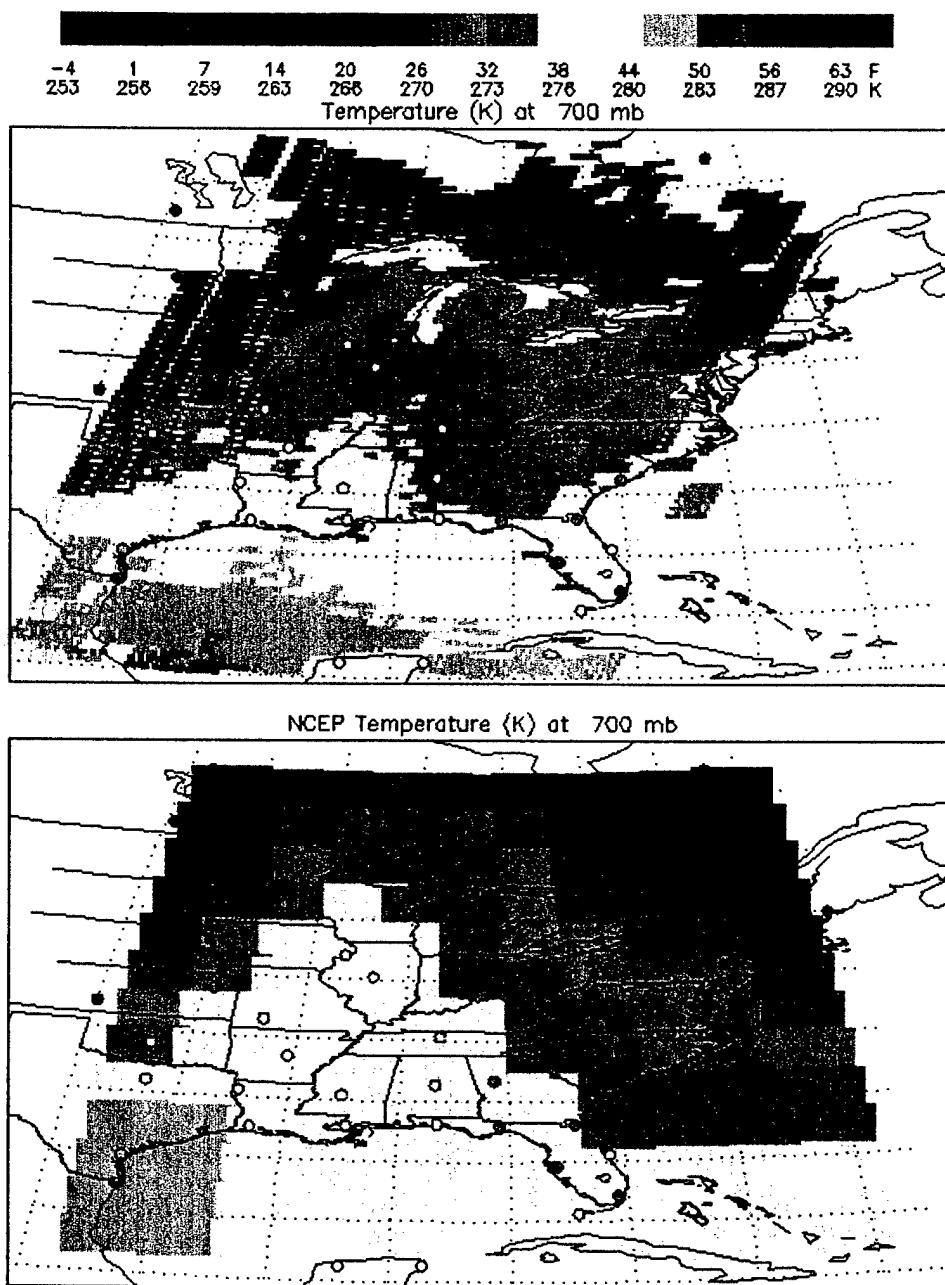 -4 1 7 14 20 26 32 38 44 50 56 63 F
253 256 259 263 266 270 273 276 280 283 287 290 K
Temperature (K) at 700 mb
NCEP Temperature (K) at 700 mb